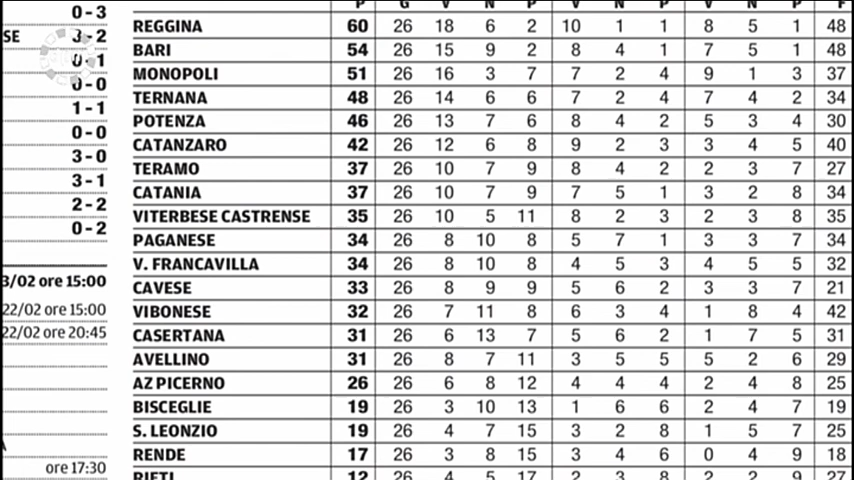 0-3
SE 3-2
0-1
0-0
1-1
0-0
3-0
3-1
2-2
0-2
3/02 ore 15:00
22/02 ore 15:00
22/02 ore 20:45
ore 17:30
P G V N P V N P V N P F
REGGINA 60 26 18 6 2 10 1 1 8 5 1 48
BARI 54 26 15 9 2 8 4 1 7 5 1 48
MONOPOLI 51 26 16 3 7 7 2 4 9 1 3 37
TERNANA 48 26 14 6 6 7 2 4 7 4 2 34
POTENZA 46 26 13 7 6 8 4 2 5 3 4 30
CATANZARO 42 26 12 6 8 9 2 3 3 4 5 40
TERAMO 37 26 10 7 9 8 4 2 2 3 7 27
CATANIA 37 26 10 7 9 7 5 1 3 2 8 34
VITERBESE CASTRENSE 35 26 10 5 11 8 2 3 2 3 8 35
PAGANESE 34 26 8 10 8 5 7 1 3 3 7 34
V. FRANCAVILLA 34 26 8 10 8 4 5 3 4 5 5 32
CAVESE 33 26 8 9 9 5 6 2 3 3 7 21
VIBONESE 32 26 7 11 8 6 3 4 1 8 4 42
CASERTANA 31 26 6 13 7 5 6 2 1 7 5 31
AVELLINO 31 26 8 7 11 3 5 5 5 2 6 29
AZ PICERNO 26 26 6 8 12 4 4 4 2 4 8 25
BISCEGLIE 19 26 3 10 13 1 6 6 2 4 7 19
S. LEONZIO 19 26 4 7 15 3 2 8 1 5 7 25
RENDE 17 26 3 8 15 3 4 6 0 4 9 18
RIETI 12 26 4 5 17 2 3 8 2 2 9 27